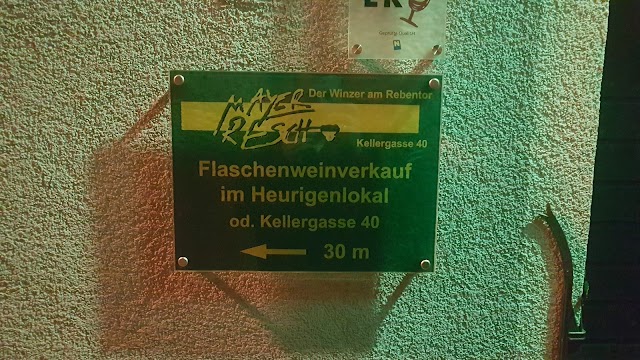 Der Winzer am Rebentor
MAYER
RESCH
Kellergasse 40
Flaschenweinverkauf
im Heurigenlokal
od. Kellergasse 40
30 m